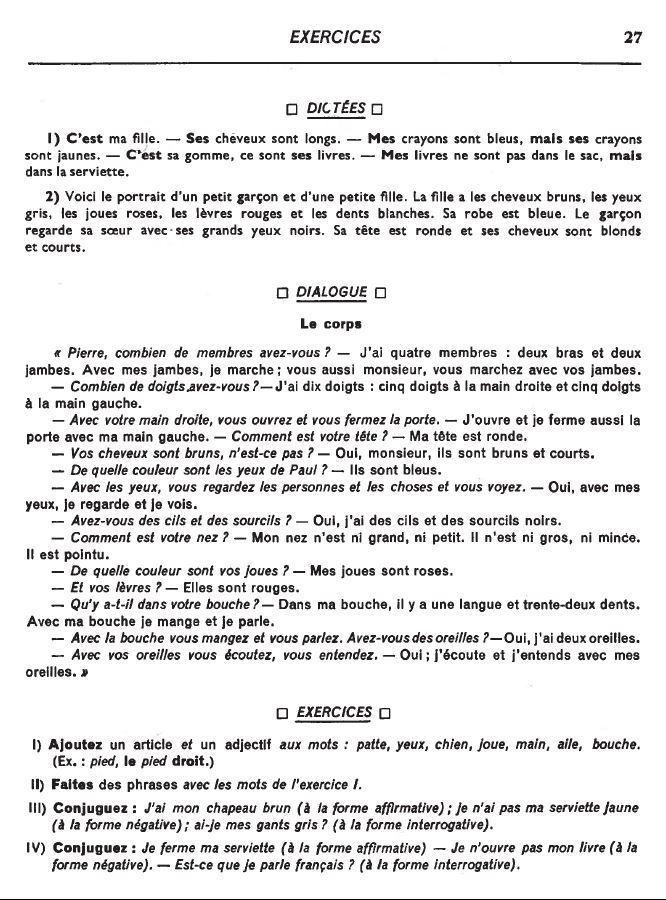 EXERCICES 27
□ DICTÉES □
1) C'est ma fille. — Ses cheveux sont longs. — Mes crayons sont bleus, mais ses crayons
sont jaunes. — C'est sa gomme, ce sont ses livres. — Mes livres ne sont pas dans le sac, mais
dans la serviette.
2) Voici le portrait d'un petit garçon et d'une petite fille. La fille a les cheveux bruns, les yeux
gris, les joues roses, les lèvres rouges et les dents blanches. Sa robe est bleue. Le garçon
regarde sa sœur avec ses grands yeux noirs. Sa tête est ronde et ses cheveux sont blonds
et courts.
□ DIALOGUE □
Le corps
« Pierre, combien de membres avez-vous ? — J'ai quatre membres : deux bras et deux
jambes. Avec mes jambes, je marche ; vous aussi monsieur, vous marchez avec vos jambes.
— Combien de doigts avez-vous ? — J'ai dix doigts : cinq doigts à la main droite et cinq doigts
à la main gauche.
— Avec votre main droite, vous ouvrez et vous fermez la porte. — J'ouvre et je ferme aussi la
porte avec ma main gauche. — Comment est votre tête ? — Ma tête est ronde.
— Vos cheveux sont bruns, n'est-ce pas ? — Oui, monsieur, ils sont bruns et courts.
— De quelle couleur sont les yeux de Paul ? — Ils sont bleus.
— Avec les yeux, vous regardez les personnes et les choses et vous voyez. — Oui, avec mes
yeux, je regarde et je vois.
— Avez-vous des cils et des sourcils ? — Oui, j'ai des cils et des sourcils noirs.
— Comment est votre nez ? — Mon nez n'est ni grand, ni petit. Il n'est ni gros, ni mince.
Il est pointu.
— De quelle couleur sont vos joues ? — Mes joues sont roses.
— Et vos lèvres ? — Elles sont rouges.
— Qu'y a-t-il dans votre bouche ? — Dans ma bouche, il y a une langue et trente-deux dents.
Avec ma bouche je mange et je parle.
— Avec la bouche vous mangez et vous parlez. Avez-vous des oreilles ? — Oui, j'ai deux oreilles.
— Avec vos oreilles vous écoutez, vous entendez. — Oui ; j'écoute et j'entends avec mes
oreilles. »
□ EXERCICES □
I) Ajoutez un article et un adjectif aux mots : patte, yeux, chien, joue, main, aile, bouche.
(Ex. : pied, le pied droit.)
II) Faites des phrases avec les mots de l'exercice I.
III) Conjuguez : J'ai mon chapeau brun (à la forme affirmative) ; je n'ai pas ma serviette jaune
(à la forme négative) ; ai-je mes gants gris ? (à la forme interrogative).
IV) Conjuguez : Je ferme ma serviette (à la forme affirmative) — Je n'ouvre pas mon livre (à la
forme négative). — Est-ce que je parle français ? (à la forme interrogative).